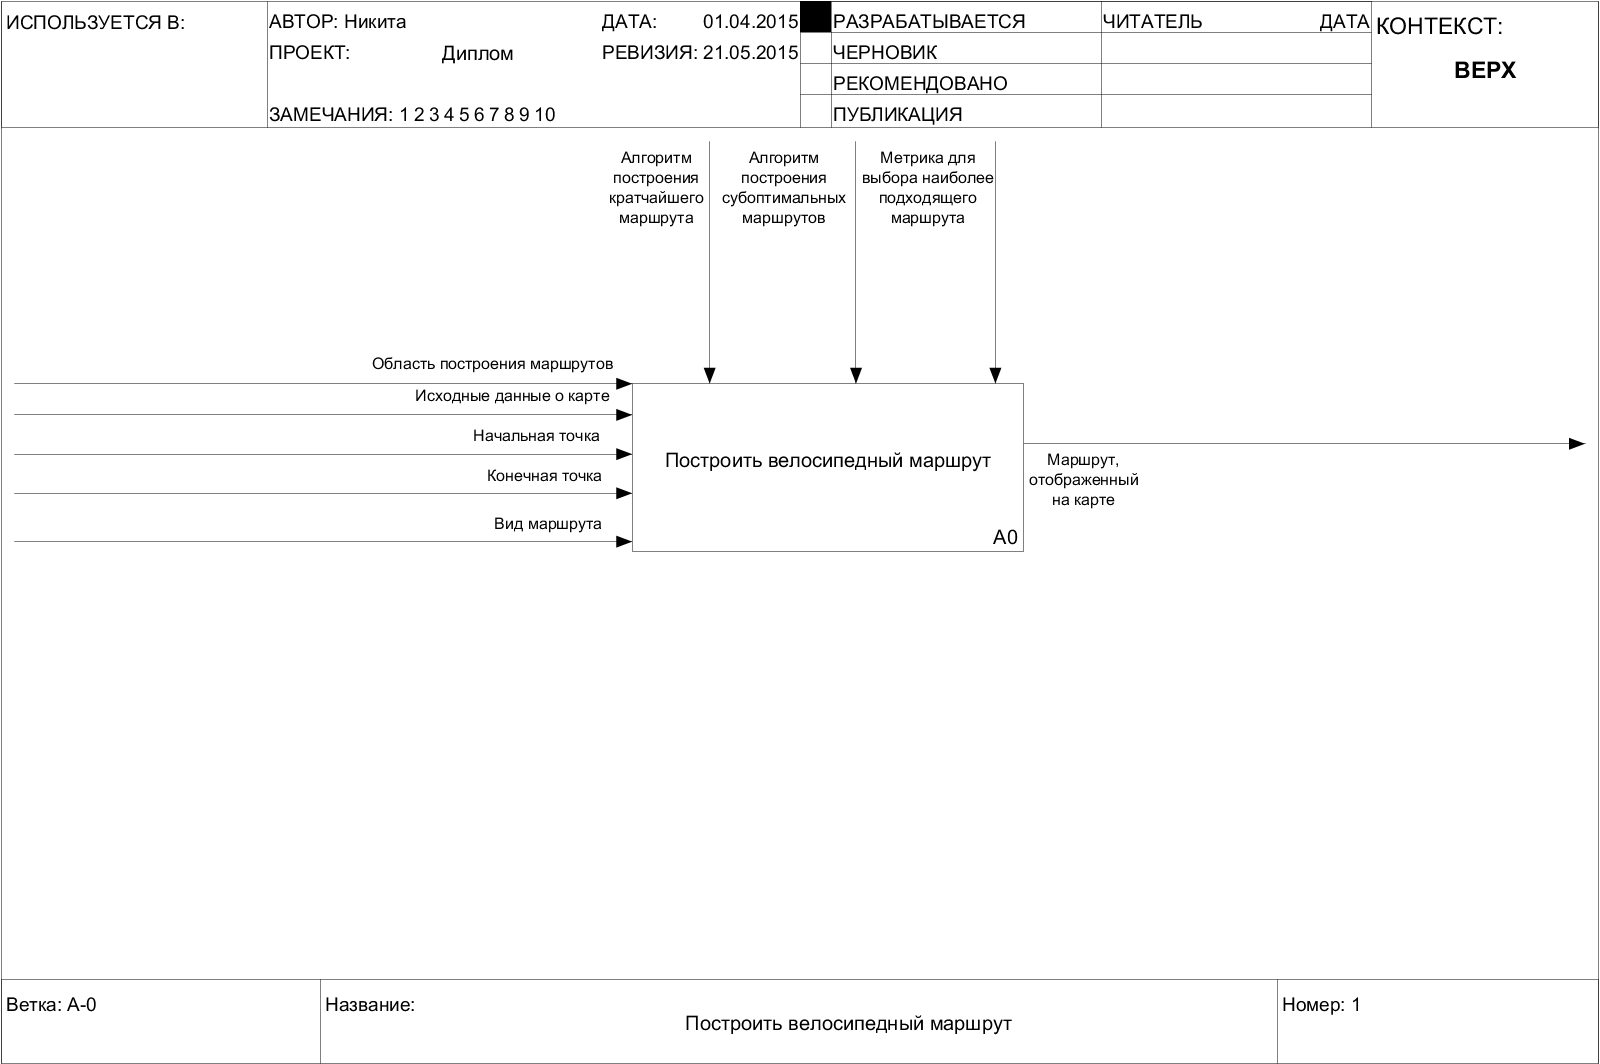 ИСПОЛЬЗУЕТСЯ В:
АВТОР: Никита
ДАТА: 01.04.2015
ПРОЕКТ: Диплом
РЕВИЗИЯ: 21.05.2015
ЗАМЕЧАНИЯ: 1 2 3 4 5 6 7 8 9 10
РАЗРАБАТЫВАЕТСЯ
ЧЕРНОВИК
РЕКОМЕНДОВАНО
ПУБЛИКАЦИЯ
ЧИТАТЕЛЬ ДАТА
КОНТЕКСТ:
ВЕРХ
Алгоритм
построения
кратчайшего
маршрута
Алгоритм
построения
субоптимальных
маршрутов
Метрика для
выбора наиболее
подходящего
маршрута
Область построения маршрутов
Исходные данные о карте
Начальная точка
Конечная точка
Вид маршрута
Построить велосипедный маршрут
A0
Маршрут,
отображенный
на карте
Ветка: A-0
Название:
Построить велосипедный маршрут
Номер: 1